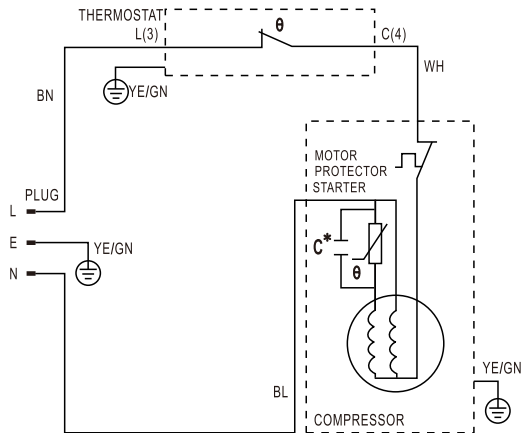 THERMOSTAT
L(3)
θ
C(4)
WH
YE/GN
BN
MOTOR
PROTECTOR
STARTER
PLUG
L
E
YE/GN
N
C*
θ
BL
YE/GN
COMPRESSOR